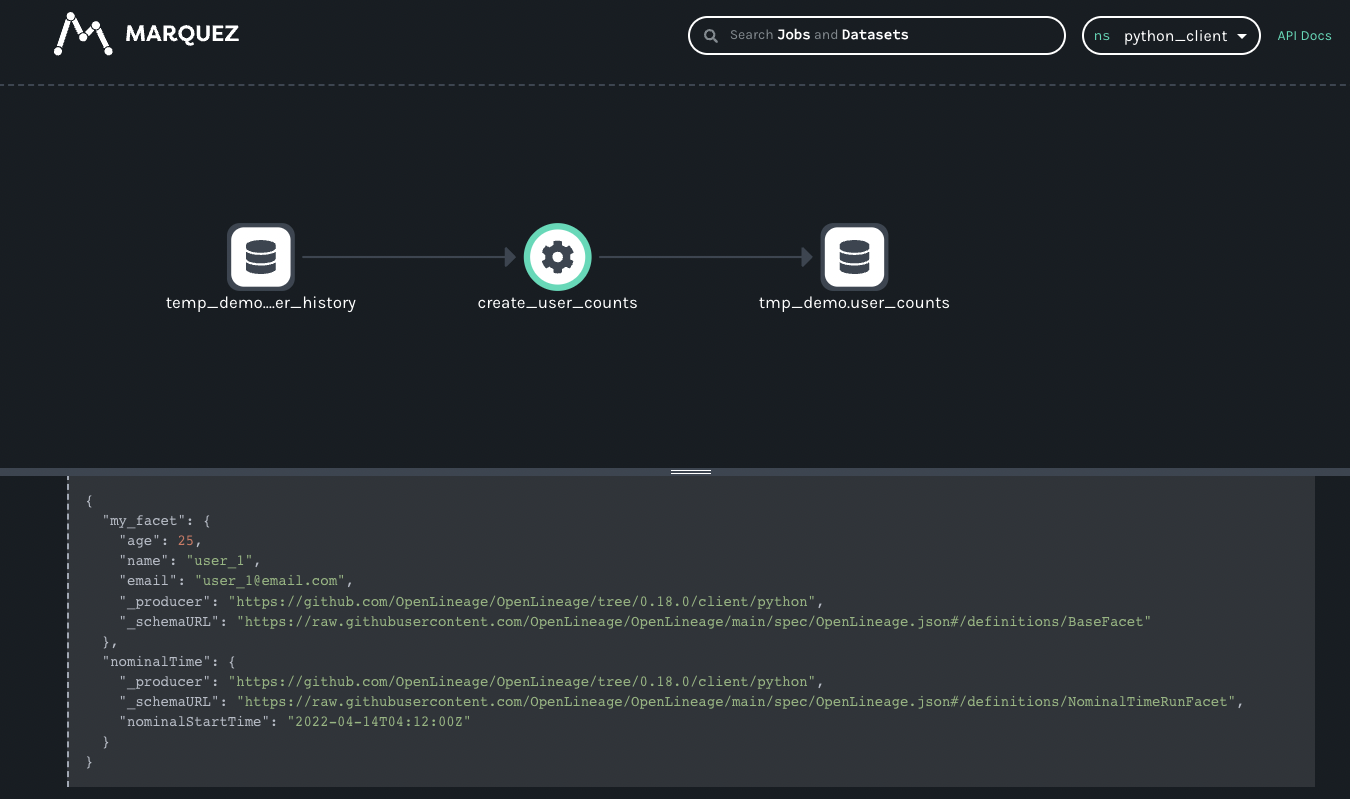 MARQUEZ
Search Jobs and Datasets
ns python_client
API Docs
temp_demo....er_history
create_user_counts
tmp_demo.user_counts
{
"my_facet": {
"age": 25,
"name": "user_1",
"email": "user_1@email.com",
"_producer": "https://github.com/OpenLineage/OpenLineage/tree/0.18.0/client/python",
"_schemaURL": "https://raw.githubusercontent.com/OpenLineage/OpenLineage/main/spec/OpenLineage.json#/definitions/BaseFacet"
},
"nominalTime": {
"_producer": "https://github.com/OpenLineage/OpenLineage/tree/0.18.0/client/python",
"_schemaURL": "https://raw.githubusercontent.com/OpenLineage/OpenLineage/main/spec/OpenLineage.json#/definitions/NominalTimeRunFacet",
"nominalStartTime": "2022-04-14T04:12:00Z"
}
}